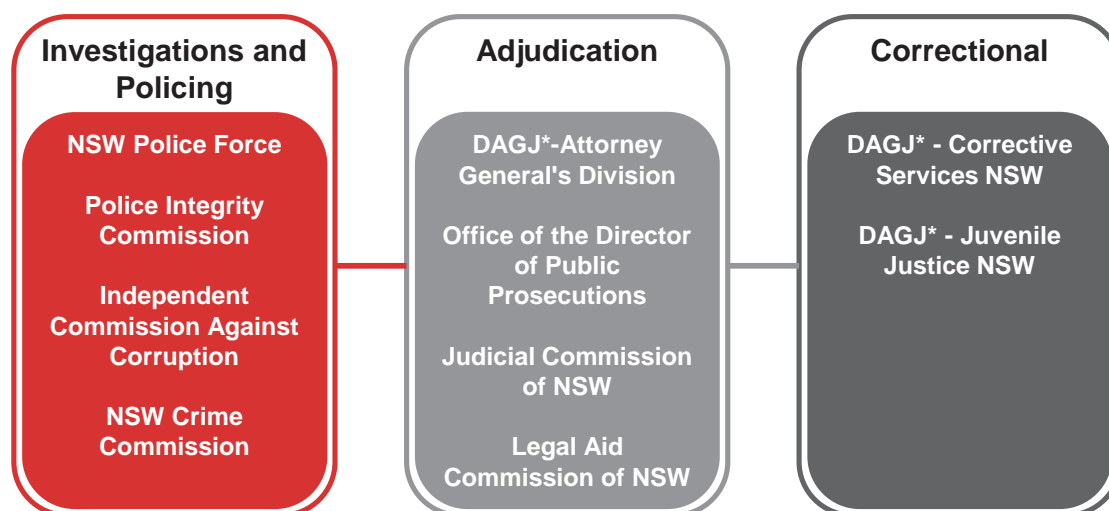 Investigations and
Policing
NSW Police Force
Police Integrity
Commission
Independent
Commission Against
Corruption
NSW Crime
Commission
Adjudication
DAGJ*-Attorney
General's Division
Office of the Director
of Public
Prosecutions
Judicial Commission
of NSW
Legal Aid
Commission of NSW
Correctional
DAGJ* - Corrective
Services NSW
DAGJ* - Juvenile
Justice NSW